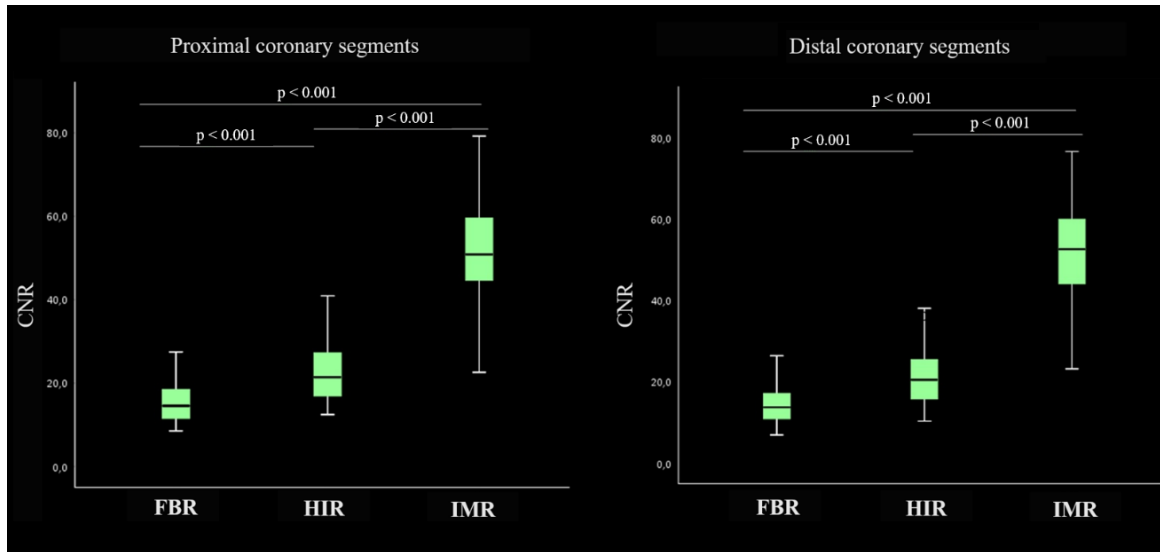 Proximal coronary segments
p < 0.001
p < 0.001
p < 0.001
80,0
60,0
40,0
20,0
0,0
CNR
FBR HIR IMR
Distal coronary segments
p < 0.001
p < 0.001
p < 0.001
80,0
60,0
40,0
20,0
0,0
CNR
FBR HIR IMR